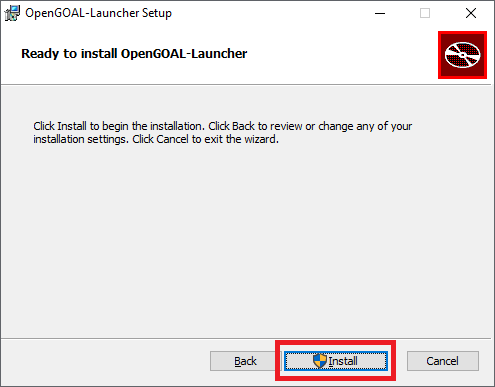 OpenGOAL-Launcher Setup
Ready to install OpenGOAL-Launcher
Click Install to begin the installation. Click Back to review or change any of your
installation settings. Click Cancel to exit the wizard.
Back Install Cancel